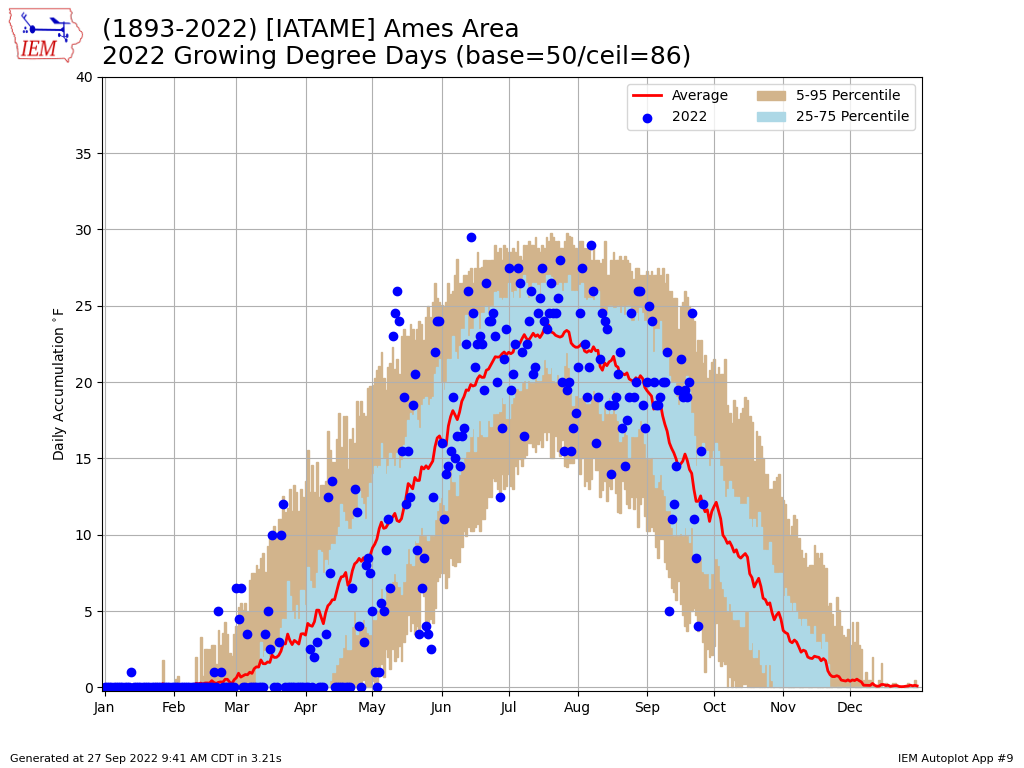 IEM
(1893-2022) [IATAME] Ames Area
2022 Growing Degree Days (base=50/ceil=86)
Average
2022
5-95 Percentile
25-75 Percentile
40
35
30
25
20
15
10
5
0
Daily Accumulation °F
Jan Feb Mar Apr May Jun Jul Aug Sep Oct Nov Dec
Generated at 27 Sep 2022 9:41 AM CDT in 3.21s
IEM Autoplot App #9